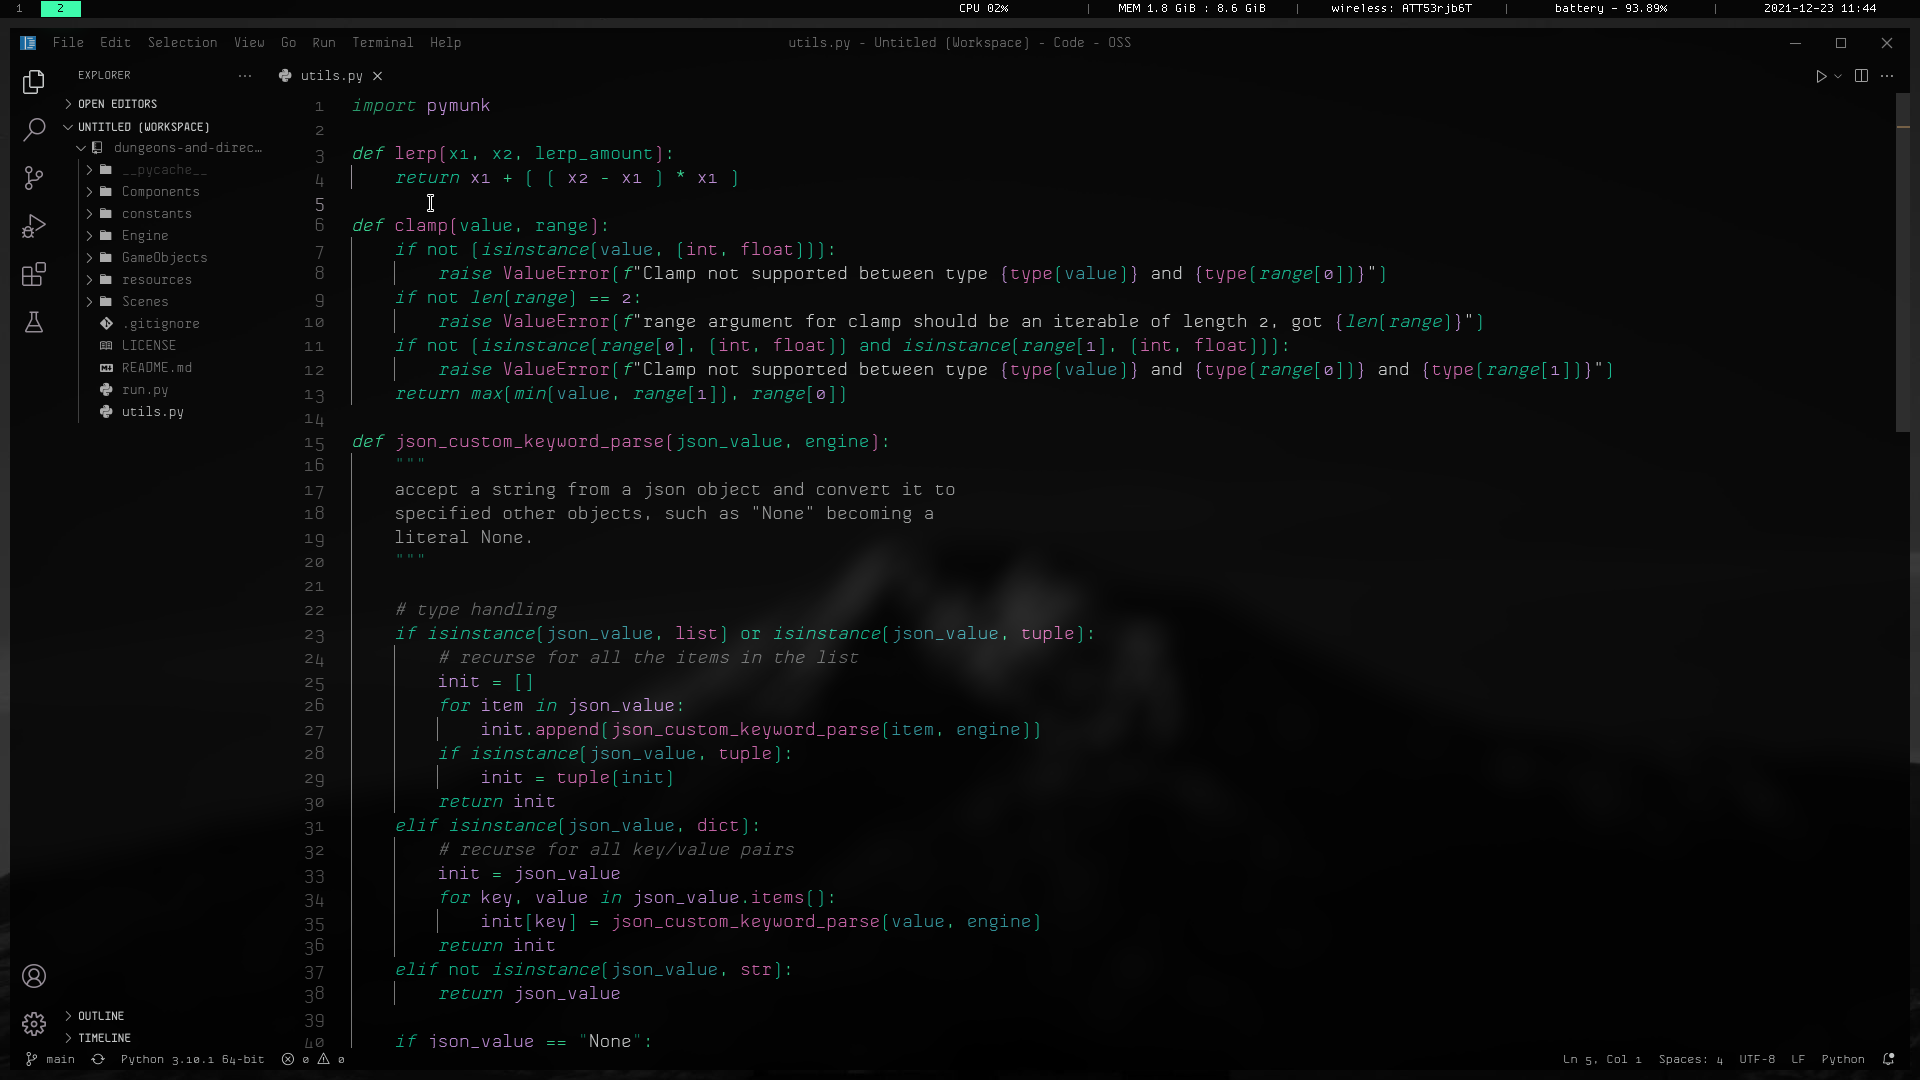 1 2 CPU 02% | MEM 1.8 GiB : 8.6 GiB | wireless: ATT53rjb6T | battery - 93.89% | 2021-12-23 11:44
File Edit Selection View Go Run Terminal Help utils.py - Untitled (Workspace) - Code - OSS
EXPLORER
OPEN EDITORS
UNTITLED (WORKSPACE)
dungeons-and-direc...
__pycache__
Components
constants
Engine
GameObjects
resources
Scenes
.gitignore
LICENSE
README.md
run.py
utils.py
OUTLINE
TIMELINE
utils.py
1 import pymunk
2
3 def lerp(x1, x2, lerp_amount):
4 return x1 + ( ( x2 - x1 ) * x1 )
5
6 def clamp(value, range):
7 if not (isinstance(value, (int, float))):
8 raise ValueError(f"Clamp not supported between type {type(value)} and {type(range[0])}")
9 if not len(range) == 2:
10 raise ValueError(f"range argument for clamp should be an iterable of length 2, got {len(range)}")
11 if not (isinstance(range[0], (int, float)) and isinstance(range[1], (int, float))):
12 raise ValueError(f"Clamp not supported between type {type(value)} and {type(range[0])} and {type(range[1])}")
13 return max(min(value, range[1]), range[0])
14
15 def json_custom_keyword_parse(json_value, engine):
16 """
17 accept a string from a json object and convert it to
18 specified other objects, such as "None" becoming a
19 literal None.
20 """
21
22 # type handling
23 if isinstance(json_value, list) or isinstance(json_value, tuple):
24 # recurse for all the items in the list
25 init = []
26 for item in json_value:
27 init.append(json_custom_keyword_parse(item, engine))
28 if isinstance(json_value, tuple):
29 init = tuple(init)
30 return init
31 elif isinstance(json_value, dict):
32 # recurse for all key/value pairs
33 init = json_value
34 for key, value in json_value.items():
35 init[key] = json_custom_keyword_parse(value, engine)
36 return init
37 elif not isinstance(json_value, str):
38 return json_value
39
40 if json_value == "None":
main Python 3.10.1 64-bit 0 0 Ln 5, Col 1 Spaces: 4 UTF-8 LF Python